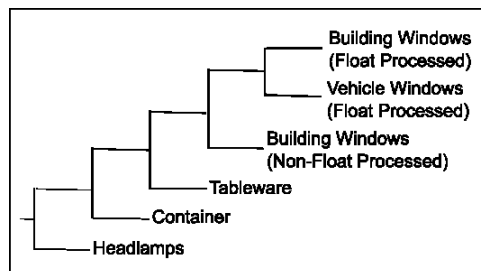 Building Windows
(Float Processed)
Vehicle Windows
(Float Processed)
Building Windows
(Non-Float Processed)
Tableware
Container
Headlamps